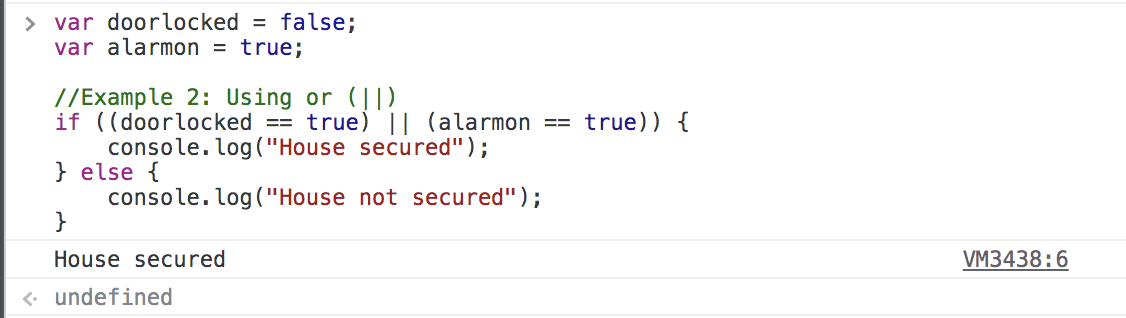 > var doorlocked = false;
var alarmon = true;

//Example 2: Using or (||)
if ((doorlocked == true) || (alarmon == true)) {
    console.log("House secured");
} else {
    console.log("House not secured");
}
House secured VM3438:6
undefined